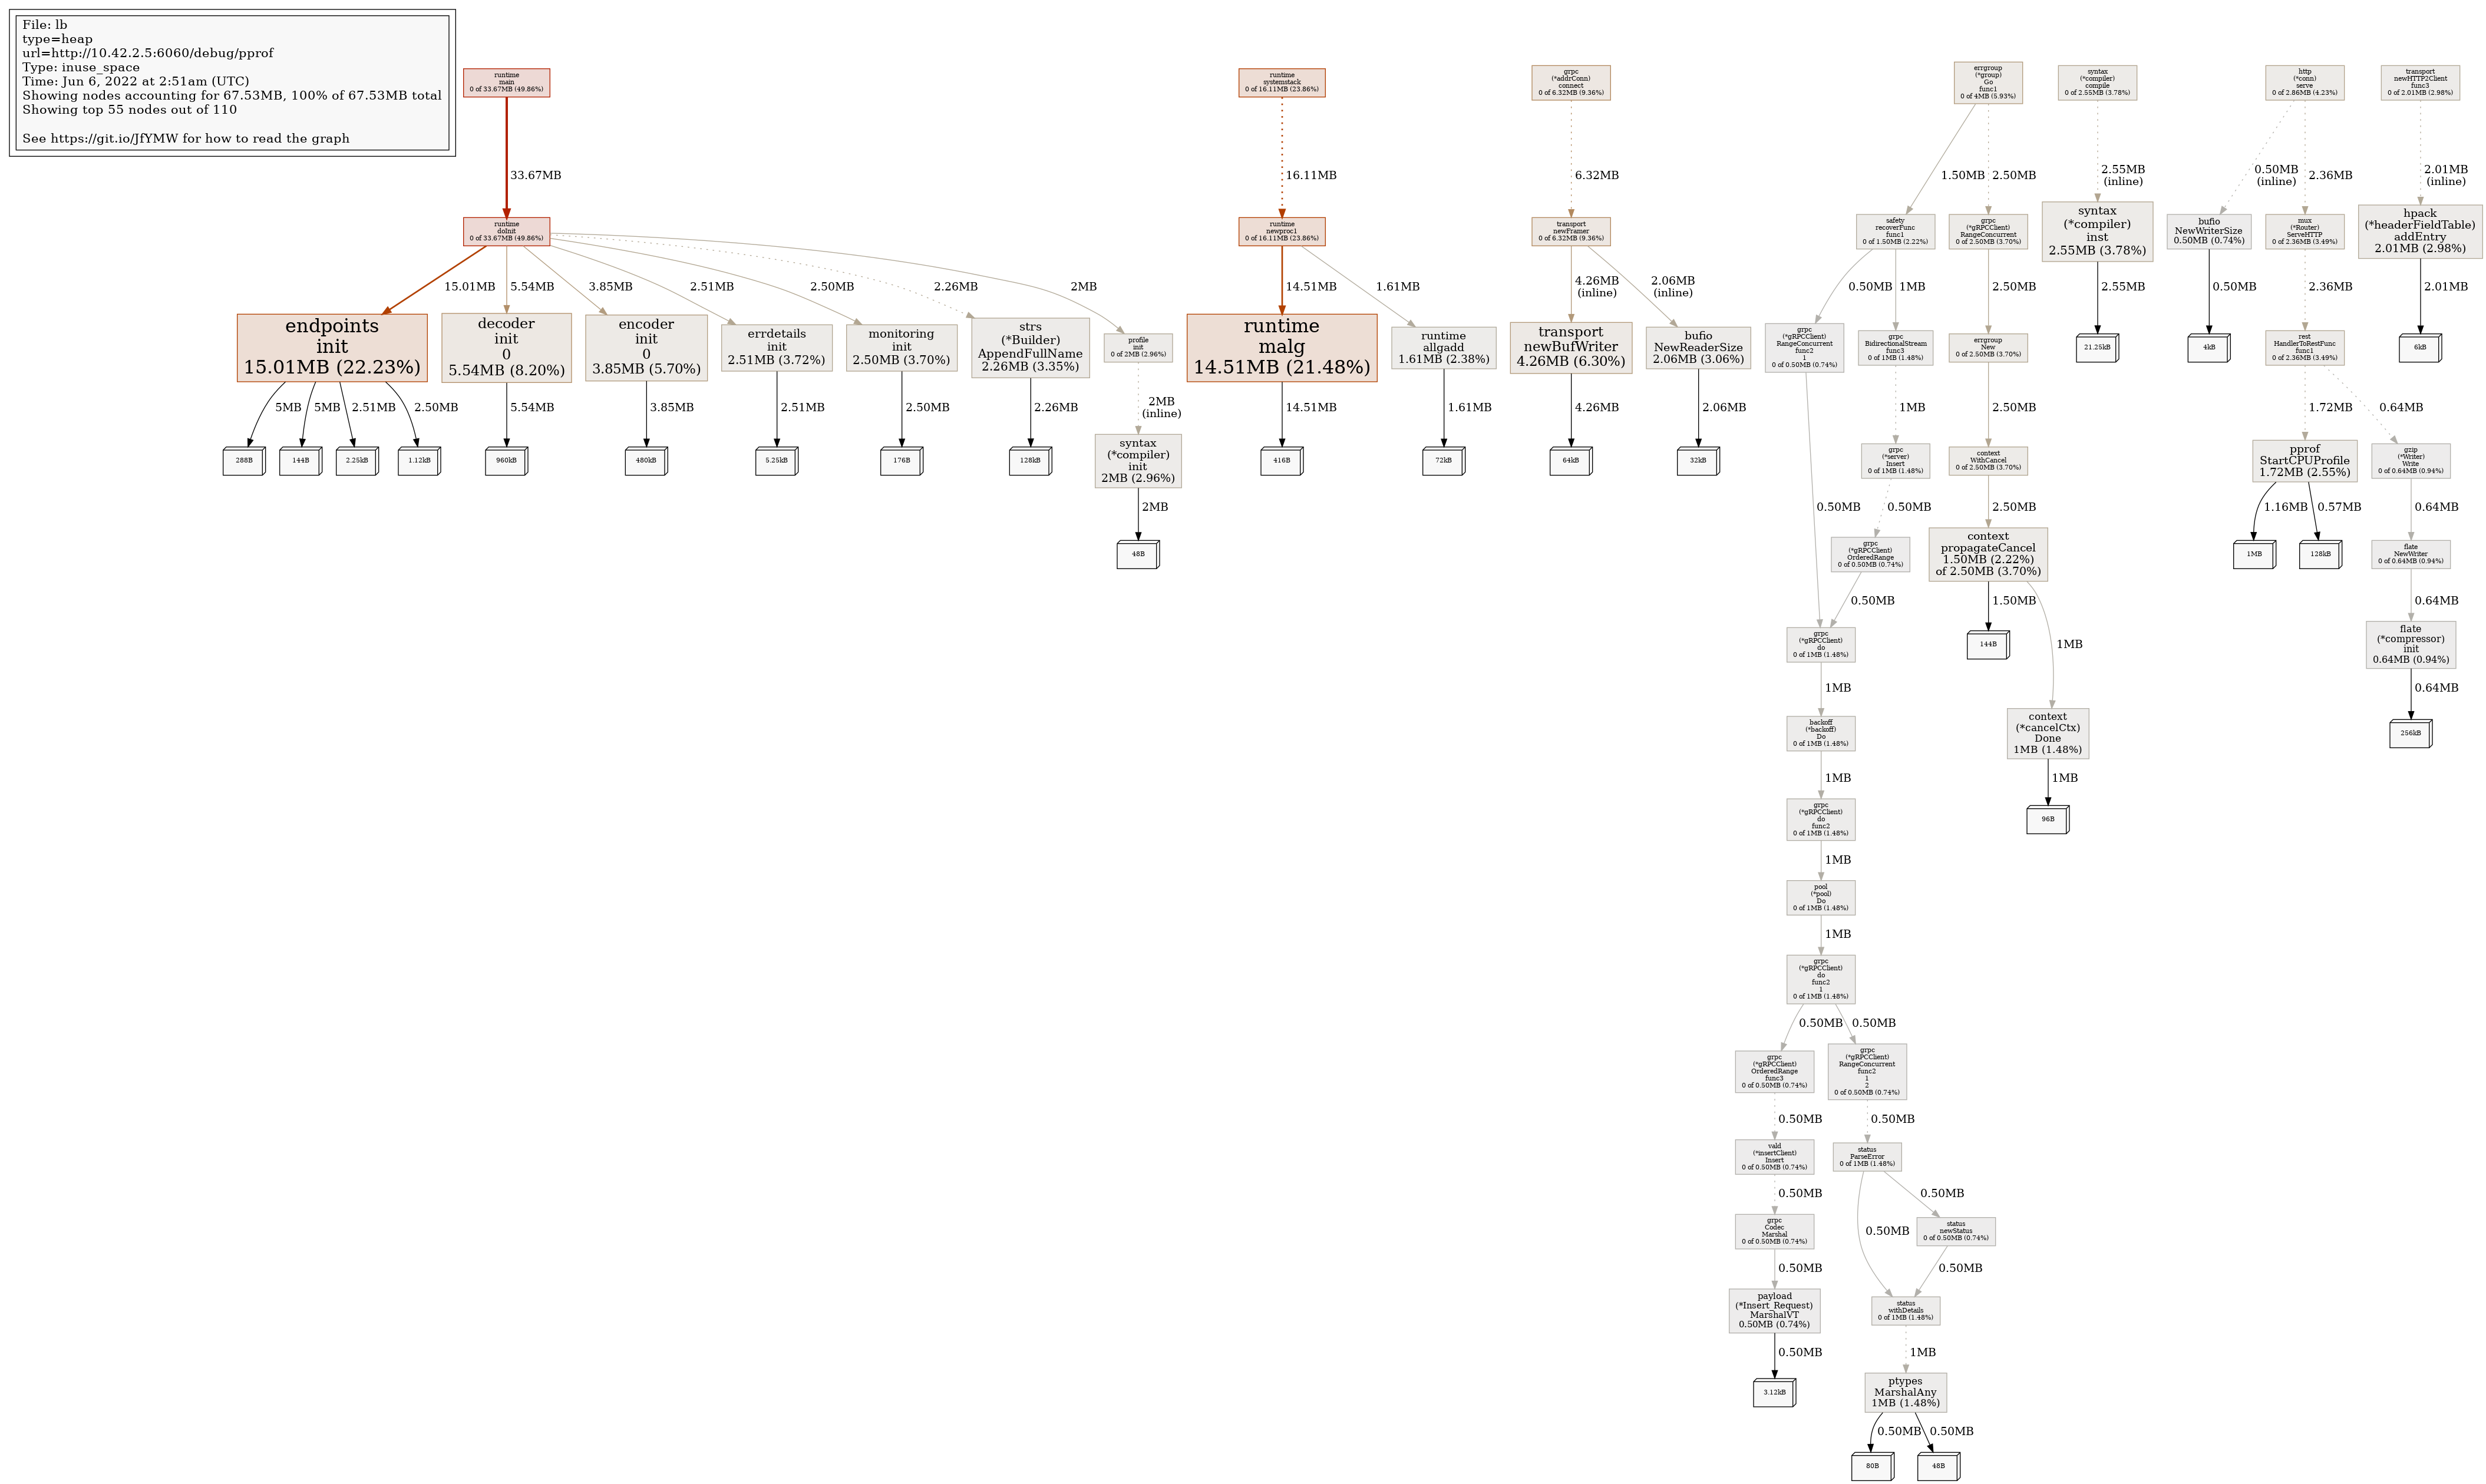 File: lb
type=heap
url=http://10.42.2.5:6060/debug/pprof
Type: inuse_space
Time: Jun 6, 2022 at 2:51am (UTC)
Showing nodes accounting for 67.53MB, 100% of 67.53MB total
Showing top 55 nodes out of 110
See https://git.io/JfYMW for how to read the graph
runtime
main
0 of 33.67MB (49.86%)
runtime
systemstack
0 of 16.11MB (23.86%)
grpc
(*addrConn)
connect
0 of 6.32MB (9.36%)
errgroup
(*group)
Go
func1
0 of 4MB (5.93%)
syntax
(*compiler)
compile
0 of 2.55MB (3.78%)
http
(*conn)
serve
0 of 2.86MB (4.23%)
transport
newHTTP2Client
func3
0 of 2.01MB (2.98%)
33.67MB
16.11MB
6.32MB
1.50MB
2.50MB
2.55MB
(inline)
0.50MB
(inline)
2.36MB
2.01MB
(inline)
runtime
doInit
0 of 33.67MB (49.86%)
runtime
newproc1
0 of 16.11MB (23.86%)
transport
newFramer
0 of 6.32MB (9.36%)
safety
recoverFunc
func1
0 of 1.50MB (2.22%)
grpc
(*gRPCClient)
RangeConcurrent
0 of 2.50MB (3.70%)
syntax
(*compiler)
inst
2.55MB (3.78%)
bufio
NewWriterSize
0.50MB (0.74%)
mux
(*Router)
ServeHTTP
0 of 2.36MB (3.49%)
hpack
(*headerFieldTable)
addEntry
2.01MB (2.98%)
15.01MB
5.54MB
3.85MB
2.51MB
2.50MB
2.26MB
2MB
14.51MB
1.61MB
4.26MB
(inline)
2.06MB
(inline)
0.50MB
1MB
2.50MB
2.55MB
0.50MB
2.36MB
2.01MB
endpoints
init
15.01MB (22.23%)
decoder
init
0
5.54MB (8.20%)
encoder
init
0
3.85MB (5.70%)
errdetails
init
2.51MB (3.72%)
monitoring
init
2.50MB (3.70%)
strs
(*Builder)
AppendFullName
2.26MB (3.35%)
profile
init
0 of 2MB (2.96%)
runtime
malg
14.51MB (21.48%)
runtime
allgadd
1.61MB (2.38%)
transport
newBufWriter
4.26MB (6.30%)
bufio
NewReaderSize
2.06MB (3.06%)
grpc
(*gRPCClient)
RangeConcurrent
func2
1
0 of 0.50MB (0.74%)
grpc
BidirectionalStream
func3
0 of 1MB (1.48%)
errgroup
New
0 of 2.50MB (3.70%)
21.25kB
4kB
rest
HandlerToRestFunc
func1
0 of 2.36MB (3.49%)
6kB
5MB
5MB
2.51MB
2.50MB
5.54MB
3.85MB
2.51MB
2.50MB
2.26MB
2MB
(inline)
14.51MB
1.61MB
4.26MB
2.06MB
1MB
2.50MB
1.72MB
0.64MB
288B
144B
2.25kB
1.12kB
960kB
480kB
5.25kB
176B
128kB
syntax
(*compiler)
init
2MB (2.96%)
416B
72kB
64kB
32kB
grpc
(*server)
Insert
0 of 1MB (1.48%)
context
WithCancel
0 of 2.50MB (3.70%)
pprof
StartCPUProfile
1.72MB (2.55%)
gzip
(*Writer)
Write
0 of 0.64MB (0.94%)
2MB
0.50MB
0.50MB
2.50MB
1.16MB
0.57MB
0.64MB
48B
grpc
(*gRPCClient)
OrderedRange
0 of 0.50MB (0.74%)
context
propagateCancel
1.50MB (2.22%)
of 2.50MB (3.70%)
1MB
128kB
flate
NewWriter
0 of 0.64MB (0.94%)
0.50MB
1.50MB
1MB
0.64MB
grpc
(*gRPCClient)
do
0 of 1MB (1.48%)
144B
flate
(*compressor)
init
0.64MB (0.94%)
1MB
0.64MB
backoff
(*backoff)
Do
0 of 1MB (1.48%)
context
(*cancelCtx)
Done
1MB (1.48%)
256kB
1MB
1MB
grpc
(*gRPCClient)
do
func2
0 of 1MB (1.48%)
96B
1MB
pool
(*pool)
Do
0 of 1MB (1.48%)
1MB
grpc
(*gRPCClient)
do
func2
1
0 of 1MB (1.48%)
0.50MB
0.50MB
grpc
(*gRPCClient)
OrderedRange
func3
0 of 0.50MB (0.74%)
grpc
(*gRPCClient)
RangeConcurrent
func2
1
2
0 of 0.50MB (0.74%)
0.50MB
0.50MB
vald
(*insertClient)
Insert
0 of 0.50MB (0.74%)
status
ParseError
0 of 1MB (1.48%)
0.50MB
0.50MB
0.50MB
grpc
Codec
Marshal
0 of 0.50MB (0.74%)
status
newStatus
0 of 0.50MB (0.74%)
0.50MB
0.50MB
payload
(*Insert_Request)
MarshalVT
0.50MB (0.74%)
status
withDetails
0 of 1MB (1.48%)
0.50MB
1MB
3.12kB
ptypes
MarshalAny
1MB (1.48%)
0.50MB
0.50MB
80B
48B